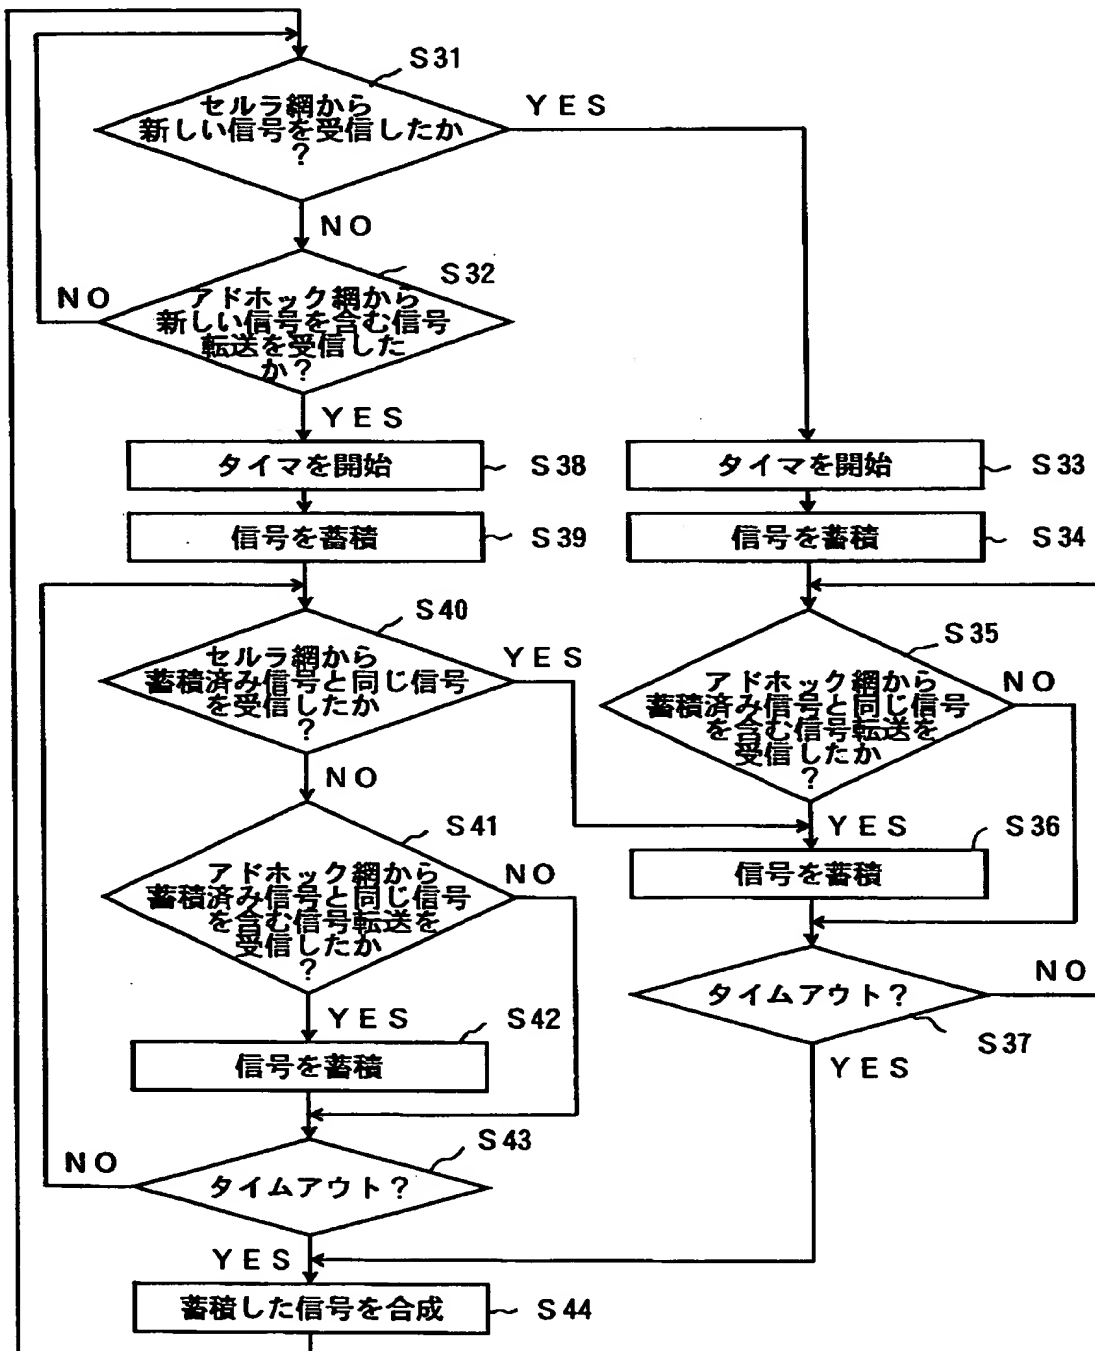 S31
セルラ網から
新しい信号を受信したか
?
YES
NO
S32
アドホック網から
新しい信号を含む信号
転送を受信した
か?
NO
YES
タイマを開始
S38
タイマを開始
S33
信号を蓄積
S39
信号を蓄積
S34
S40
セルラ網から
蓄積済み信号と同じ信号
を受信したか
?
YES
NO
S35
アドホック網から
蓄積済み信号と同じ信号
を含む信号転送を
受信したか
?
NO
YES
S41
アドホック網から
蓄積済み信号と同じ信号
を含む信号転送を
受信したか
?
NO
YES
S36
信号を蓄積
S42
信号を蓄積
タイムアウト?
NO
S37
YES
S43
タイムアウト?
NO
YES
蓄積した信号を合成
S44